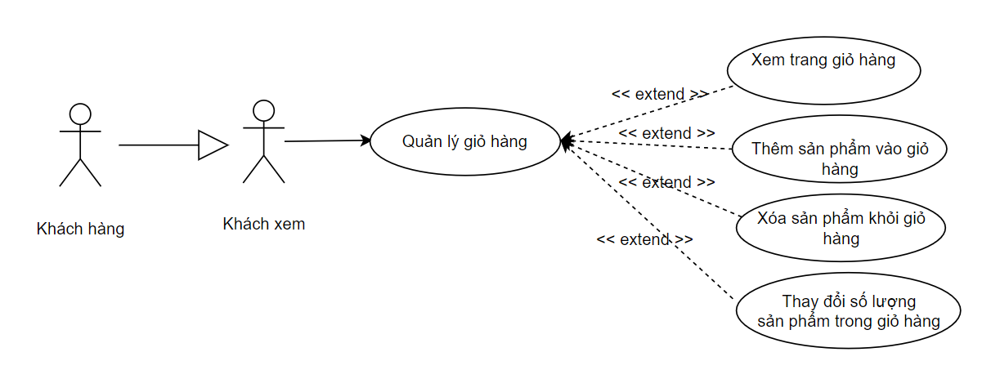 Khách hàng
Khách xem
Quản lý giỏ hàng
<< extend >>
<< extend >>
<< extend >>
<< extend >>
Xem trang giỏ hàng
Thêm sản phẩm vào giỏ
hàng
Xóa sản phẩm khỏi giỏ
hàng
Thay đổi số lượng
sản phẩm trong giỏ hàng